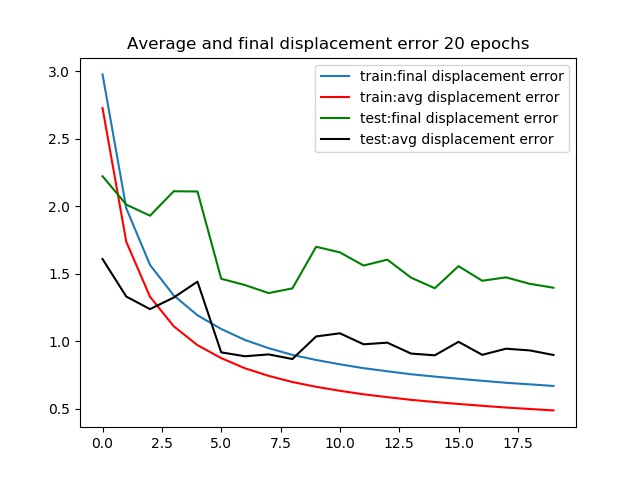 Average and final displacement error 20 epochs
train:final displacement error
train:avg displacement error
test:final displacement error
test:avg displacement error
3.0
2.5
2.0
1.5
1.0
0.5
0.0 2.5 5.0 7.5 10.0 12.5 15.0 17.5